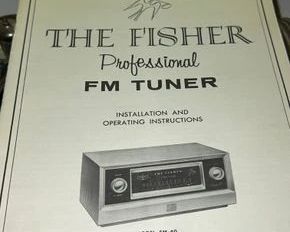 THE FISHER
Professional
FM TUNER
INSTALLATION AND
OPERATING INSTRUCTIONS
THE FISHER